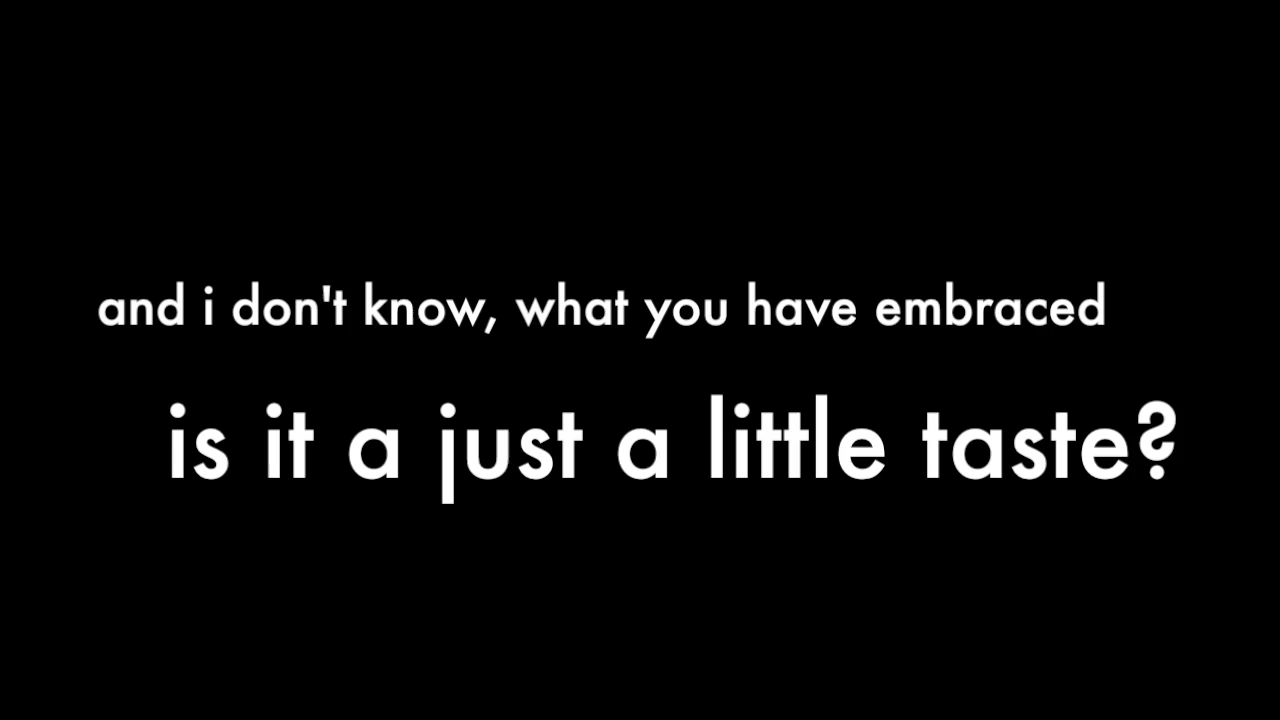 and i don't know, what you have embraced
is it a just a little taste?